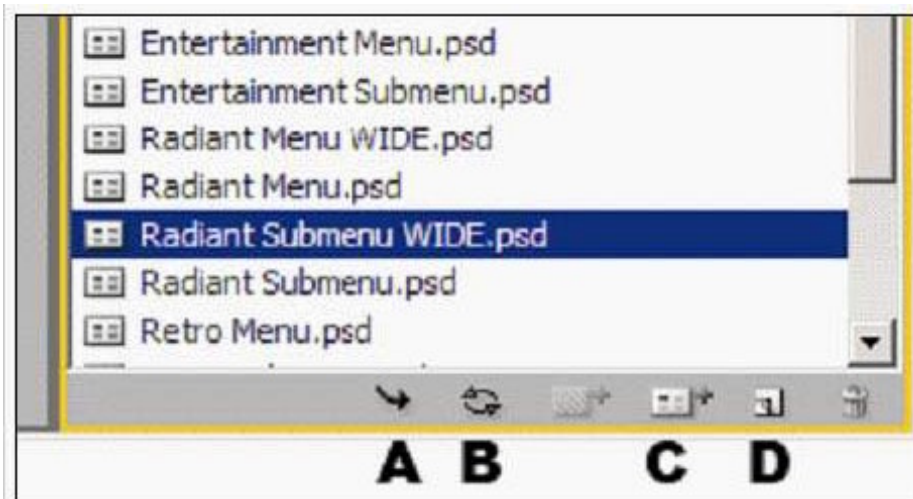 Entertainment Menu.psd
Entertainment Submenu.psd
Radiant Menu WIDE.psd
Radiant Menu.psd
Radiant Submenu WIDE.psd
Radiant Submenu.psd
Retro Menu.psd
A B C D